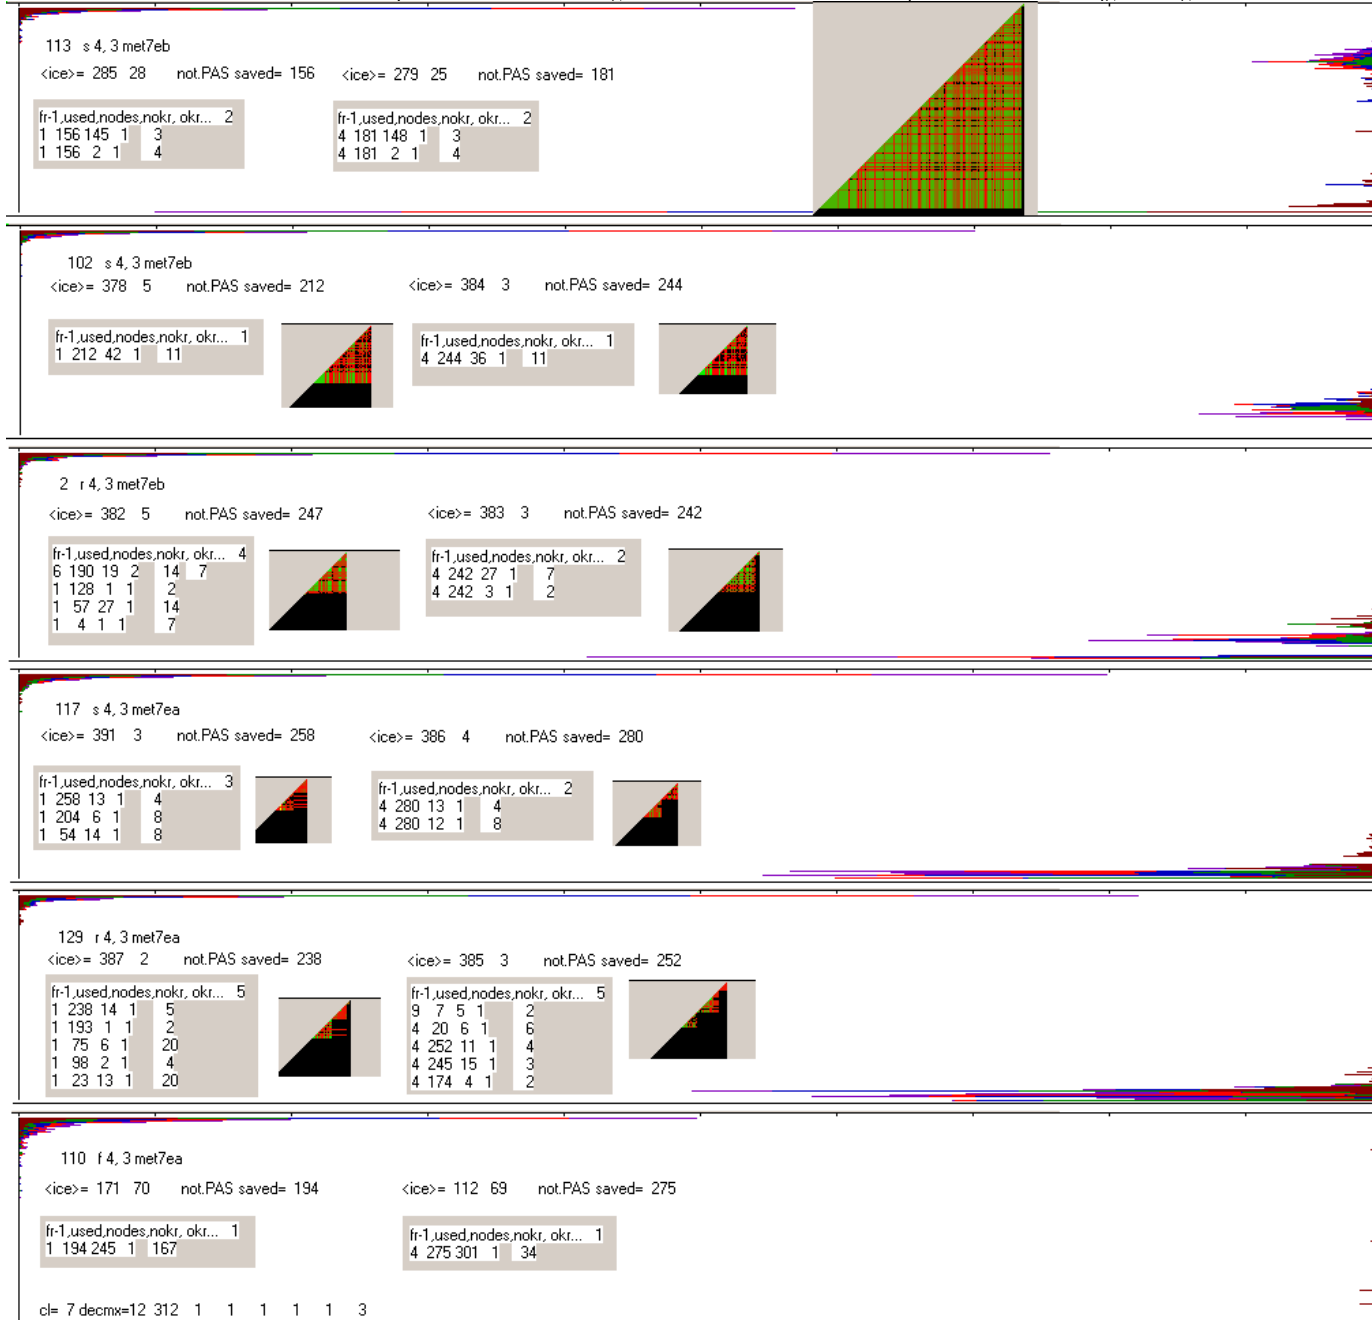 113 s 4, 3 met7eb
<ice>= 285 28 not.PAS saved= 156 <ice>= 279 25 not.PAS saved= 181
fr-1,used,nodes,nokr, okr... 2
1 156 145 1 3
1 156 2 1 4
fr-1,used,nodes,nokr, okr... 2
4 181 148 1 3
4 181 2 1 4
102 s 4, 3 met7eb
<ice>= 378 5 not.PAS saved= 212 <ice>= 384 3 not.PAS saved= 244
fr-1,used,nodes,nokr, okr... 1
1 212 42 1 11
fr-1,used,nodes,nokr, okr... 1
4 244 36 1 11
2 r 4, 3 met7eb
<ice>= 382 5 not.PAS saved= 247 <ice>= 383 3 not.PAS saved= 242
fr-1,used,nodes,nokr, okr... 4
6 190 19 2 14 7
1 128 1 1 2
1 57 27 1 14
1 4 1 1 7
fr-1,used,nodes,nokr, okr... 2
4 242 27 1 7
4 242 3 1 2
117 s 4, 3 met7ea
<ice>= 391 3 not.PAS saved= 258 <ice>= 386 4 not.PAS saved= 280
fr-1,used,nodes,nokr, okr... 3
1 258 13 1 4
1 204 6 1 8
1 54 14 1 8
fr-1,used,nodes,nokr, okr... 2
4 280 13 1 4
4 280 12 1 8
129 r 4, 3 met7ea
<ice>= 387 2 not.PAS saved= 238 <ice>= 385 3 not.PAS saved= 252
fr-1,used,nodes,nokr, okr... 5
1 238 14 1 5
1 193 1 1 2
1 75 6 1 20
1 98 2 1 4
1 23 13 1 20
fr-1,used,nodes,nokr, okr... 5
9 7 5 1 2
4 20 6 1 6
4 252 11 1 4
4 245 15 1 3
4 174 4 1 2
110 f 4, 3 met7ea
<ice>= 171 70 not.PAS saved= 194 <ice>= 112 69 not.PAS saved= 275
fr-1,used,nodes,nokr, okr... 1
1 194 245 1 167
fr-1,used,nodes,nokr, okr... 1
4 275 301 1 34
cl= 7 decmx=12 312 1 1 1 1 1 3